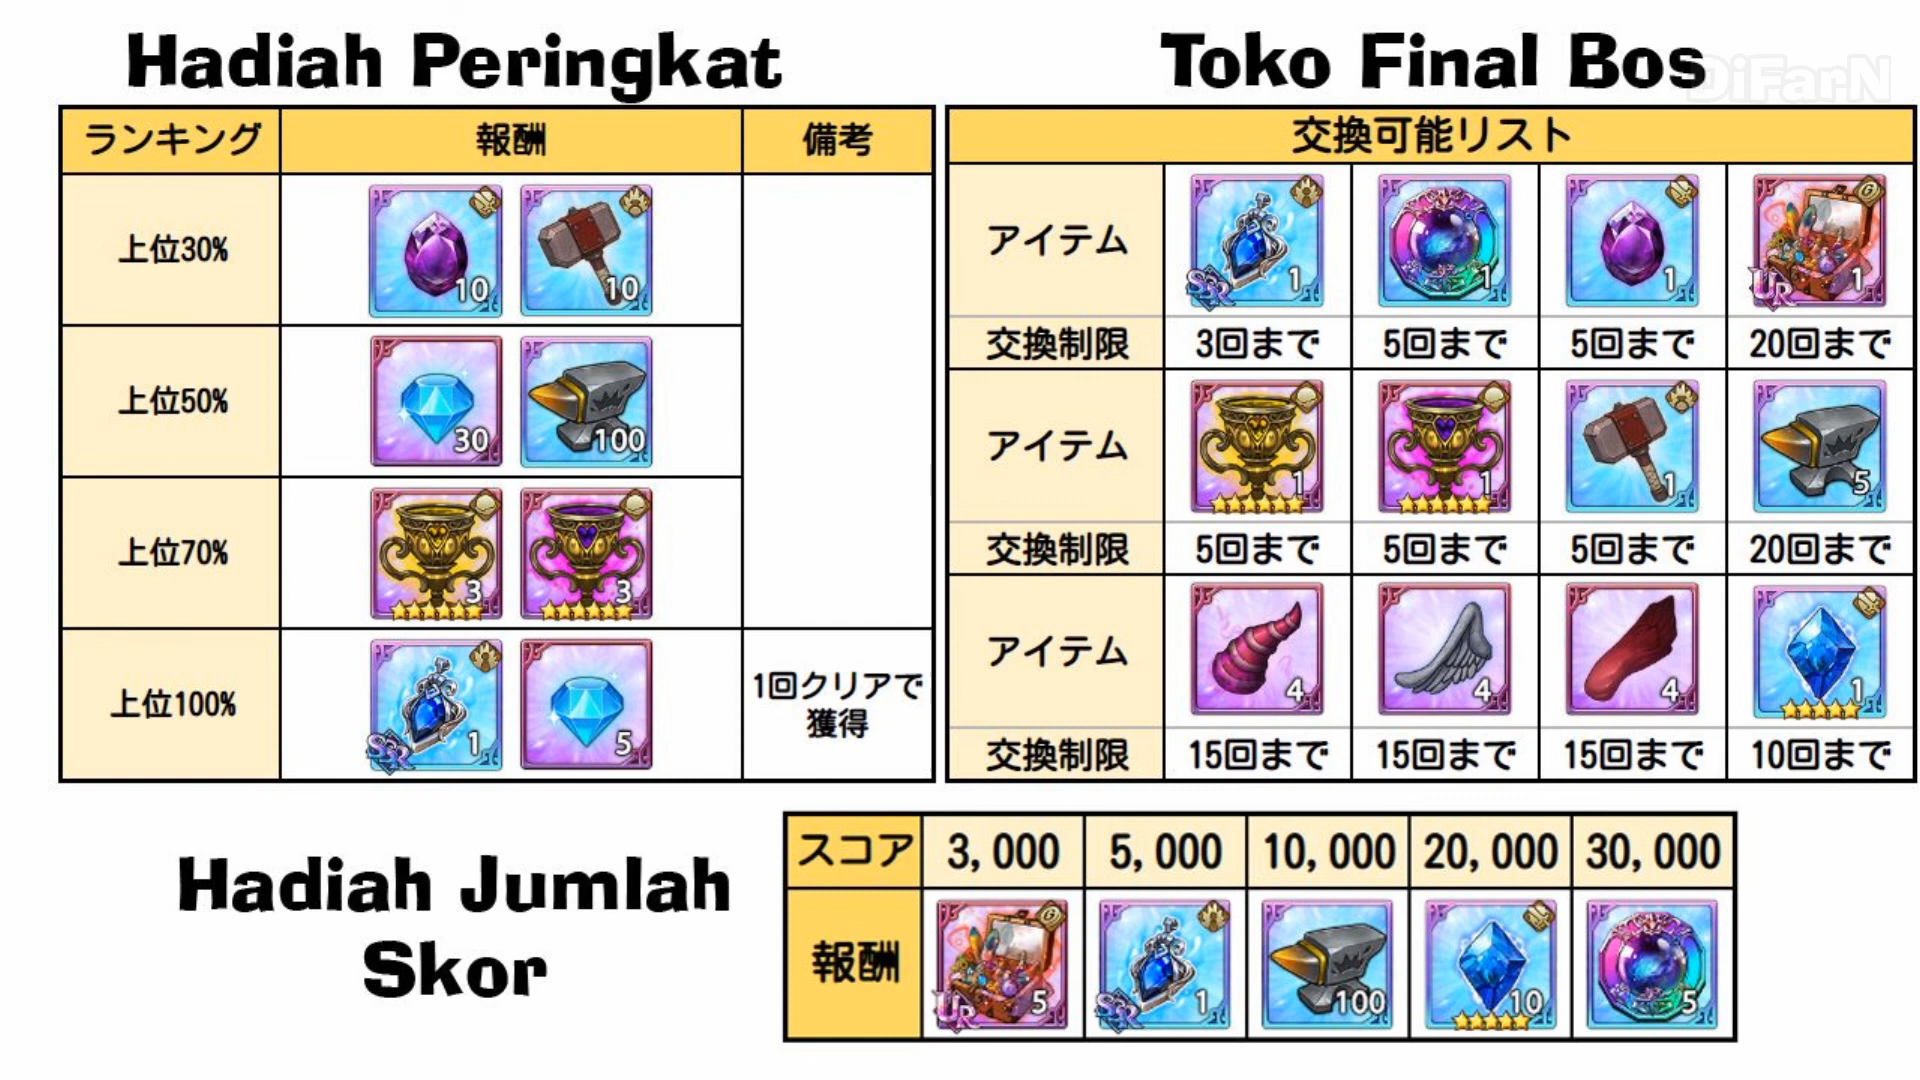 Hadiah Peringkat
ランキング 報酬 備考
上位30% 10 10
上位50% 30 100
上位70% 3 3
上位100% SSR 1 5 1回クリアで
獲得
Toko Final Bos
DiFarN
交換可能リスト
アイテム SSR 1 1 1 UR 1
交換制限 3回まで 5回まで 5回まで 20回まで
アイテム 1 1 1 5
交換制限 5回まで 5回まで 5回まで 20回まで
アイテム 4 4 4 1
交換制限 15回まで 15回まで 15回まで 10回まで
Hadiah Jumlah
Skor
スコア 3,000 5,000 10,000 20,000 30,000
報酬 UR 5 SSR 1 100 10 5